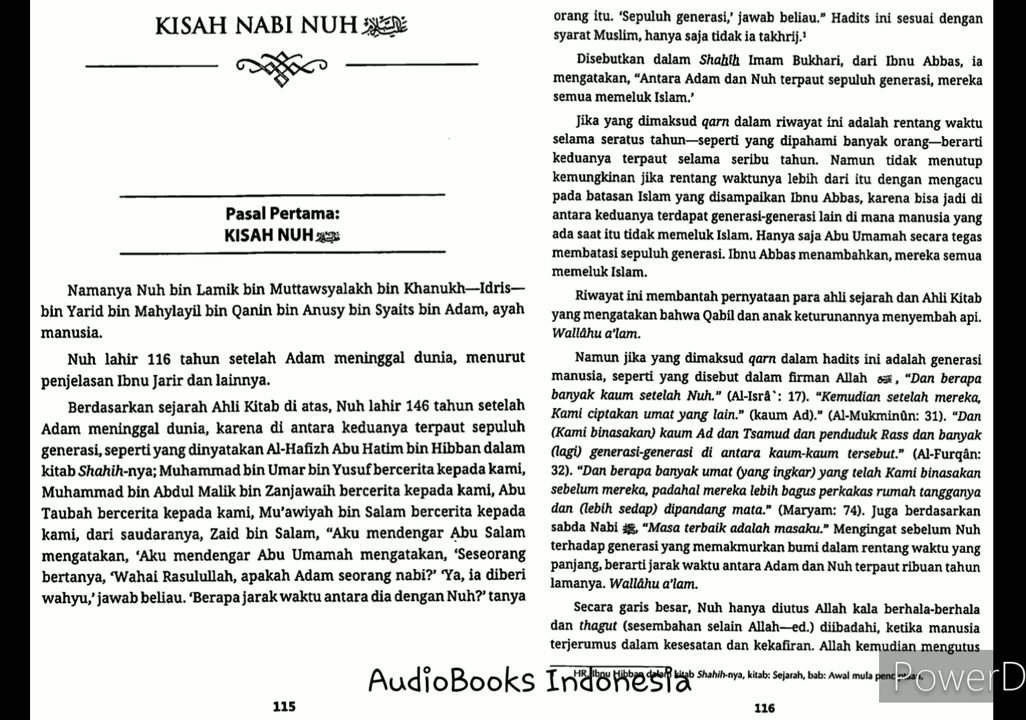 KISAH NABI NUH
Pasal Pertama:
KISAH NUH
Namanya Nuh bin Lamik bin Muttawsyalakh bin Khanukh—Idris—
bin Yarid bin Mahylayil bin Qanin bin Anusy bin Syaits bin Adam, ayah
manusia.
Nuh lahir 116 tahun setelah Adam meninggal dunia, menurut
penjelasan Ibnu Jarir dan lainnya.
Berdasarkan sejarah Ahli Kitab di atas, Nuh lahir 146 tahun setelah
Adam meninggal dunia, karena di antara keduanya terpaut sepuluh
generasi, seperti yang dinyatakan Al-Hafizh Abu Hatim bin Hibban dalam
kitab Shahih-nya; Muhammad bin Umar bin Yusuf bercerita kepada kami,
Muhammad bin Abdul Malik bin Zanjawaih bercerita kepada kami, Abu
Taubah bercerita kepada kami, Mu'awiyah bin Salam bercerita kepada
kami, dari saudaranya, Zaid bin Salam, “Aku mendengar Abu Salam
mengatakan, ‘Aku mendengar Abu Umamah mengatakan, ‘Seseorang
bertanya, ‘Wahai Rasulullah, apakah Adam seorang nabi?’ ‘Ya, ia diberi
wahyu,’ jawab beliau. ‘Berapa jarak waktu antara dia dengan Nuh?’ tanya
115
orang itu. ‘Sepuluh generasi,’ jawab beliau.” Hadits ini sesuai dengan
syarat Muslim, hanya saja tidak ia takhrij.¹
Disebutkan dalam Shahîh Imam Bukhari, dari Ibnu Abbas, ia
mengatakan, “Antara Adam dan Nuh terpaut sepuluh generasi, mereka
semua memeluk Islam.’
Jika yang dimaksud qarn dalam riwayat ini adalah rentang waktu
selama seratus tahun—seperti yang dipahami banyak orang—berarti
keduanya terpaut selama seribu tahun. Namun tidak menutup
kemungkinan jika rentang waktunya lebih dari itu dengan mengacu
pada batasan Islam yang disampaikan Ibnu Abbas, karena bisa jadi di
antara keduanya terdapat generasi-generasi lain di mana manusia yang
ada saat itu tidak memeluk Islam. Hanya saja Abu Umamah secara tegas
membatasi sepuluh generasi. Ibnu Abbas menambahkan, mereka semua
memeluk Islam.
Riwayat ini membantah pernyataan para ahli sejarah dan Ahli Kitab
yang mengatakan bahwa Qabil dan anak keturunannya menyembah api.
Wallâhu a’lam.
Namun jika yang dimaksud qarn dalam hadits ini adalah generasi
manusia, seperti yang disebut dalam firman Allah , “Dan berapa
banyak kaum setelah Nuh.” (Al-Isrâ`: 17). “Kemudian setelah mereka,
Kami ciptakan umat yang lain.” (kaum Ad).” (Al-Mukminûn: 31). “Dan
(Kami binasakan) kaum Ad dan Tsamud dan penduduk Rass dan banyak
(lagi) generasi-generasi di antara kaum-kaum tersebut.” (Al-Furqân:
32). “Dan berapa banyak umat (yang ingkar) yang telah Kami binasakan
sebelum mereka, padahal mereka lebih bagus perkakas rumah tangganya
dan (lebih sedap) dipandang mata.” (Maryam: 74). Juga berdasarkan
sabda Nabi ﷺ, “Masa terbaik adalah masaku.” Mengingat sebelum Nuh
terhadap generasi yang memakmurkan bumi dalam rentang waktu yang
panjang, berarti jarak waktu antara Adam dan Nuh terpaut ribuan tahun
lamanya. Wallâhu a’lam.
Secara garis besar, Nuh hanya diutus Allah kala berhala-berhala
dan thagut (sesembahan selain Allah—ed.) diibadahi, ketika manusia
terjerumus dalam kesesatan dan kekafiran. Allah kemudian mengutus
HR. Ibnu Hibban dalam kitab Shahih-nya, kitab: Sejarah, bab: Awal mula
116
AudioBooks Indonesia
PowerD